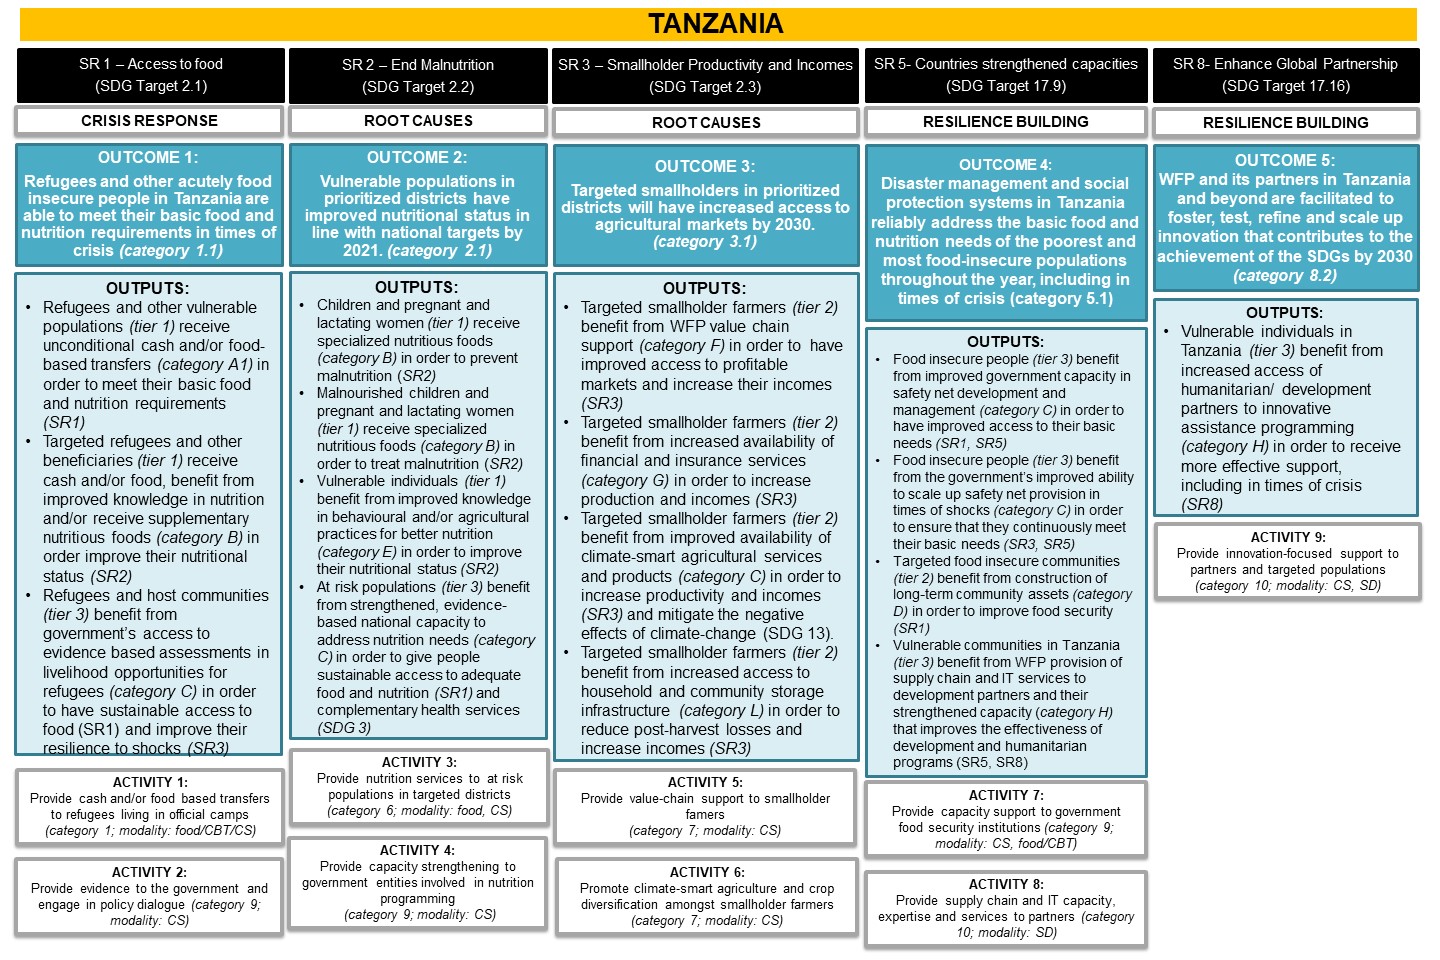 TANZANIA
SR 1 – Access to food
(SDG Target 2.1)
CRISIS RESPONSE
OUTCOME 1:
Refugees and other acutely food
insecure people in Tanzania are
able to meet their basic food and
nutrition requirements in times of
crisis (category 1.1)
OUTPUTS:
• Refugees and other vulnerable
populations (tier 1) receive
unconditional cash and/or food-
based transfers (category A1) in
order to meet their basic food
and nutrition requirements
(SR1)
• Targeted refugees and other
beneficiaries (tier 1) receive
cash and/or food, benefit from
improved knowledge in nutrition
and/or receive supplementary
nutritious foods (category B) in
order improve their nutritional
status (SR2)
• Refugees and host communities
(tier 3) benefit from
government's access to
evidence based assessments in
livelihood opportunities for
refugees (category C) in order
to have sustainable access to
food (SR1) and improve their
resilience to shocks (SR3)
ACTIVITY 1:
Provide cash and/or food based transfers
to refugees living in official camps
(category 1; modality: food/CBT/CS)
ACTIVITY 2:
Provide evidence to the government and
engage in policy dialogue (category 9;
modality: CS)
SR 2 – End Malnutrition
(SDG Target 2.2)
ROOT CAUSES
OUTCOME 2:
Vulnerable populations in
prioritized districts have
improved nutritional status in
line with national targets by
2021. (category 2.1)
OUTPUTS:
• Children and pregnant and
lactating women (tier 1) receive
specialized nutritious foods
(category B) in order to prevent
malnutrition (SR2)
• Malnourished children and
pregnant and lactating women
(tier 1) receive specialized
nutritious foods (category B) in
order to treat malnutrition (SR2)
• Vulnerable individuals (tier 1)
benefit from improved knowledge
in behavioural and/or agricultural
practices for better nutrition
(category E) in order to improve
their nutritional status (SR2)
• At risk populations (tier 3) benefit
from strengthened, evidence-
based national capacity to
address nutrition needs (category
C) in order to give people
sustainable access to adequate
food and nutrition (SR1) and
complementary health services
(SDG 3)
ACTIVITY 3:
Provide nutrition services to at risk
populations in targeted districts
(category 6; modality: food, CS)
ACTIVITY 4:
Provide capacity strengthening to
government entities involved in nutrition
programming
(category 9; modality: CS)
SR 3 – Smallholder Productivity and Incomes
(SDG Target 2.3)
ROOT CAUSES
OUTCOME 3:
Targeted smallholders in prioritized
districts will have increased access to
agricultural markets by 2030.
(category 3.1)
OUTPUTS:
• Targeted smallholder farmers (tier 2)
benefit from WFP value chain
support (category F) in order to have
improved access to profitable
markets and increase their incomes
(SR3)
• Targeted smallholder farmers (tier 2)
benefit from increased availability of
financial and insurance services
(category G) in order to increase
production and incomes (SR3)
• Targeted smallholder farmers (tier 2)
benefit from improved availability of
climate-smart agricultural services
and products (category C) in order to
increase productivity and incomes
(SR3) and mitigate the negative
effects of climate-change (SDG 13).
• Targeted smallholder farmers (tier 2)
benefit from increased access to
household and community storage
infrastructure (category L) in order to
reduce post-harvest losses and
increase incomes (SR3)
ACTIVITY 5:
Provide value-chain support to smallholder
famers
(category 7; modality: CS)
ACTIVITY 6:
Promote climate-smart agriculture and crop
diversification amongst smallholder farmers
(category 7; modality: CS)
SR 5- Countries strengthened capacities
(SDG Target 17.9)
RESILIENCE BUILDING
OUTCOME 4:
Disaster management and social
protection systems in Tanzania
reliably address the basic food and
nutrition needs of the poorest and
most food-insecure populations
throughout the year, including in
times of crisis (category 5.1)
OUTPUTS:
• Food insecure people (tier 3) benefit
from improved government capacity in
safety net development and
management (category C) in order to
have improved access to their basic
needs (SR1, SR5)
• Food insecure people (tier 3) benefit
from the government's improved ability
to scale up safety net provision in
times of shocks (category C) in order
to ensure that they continuously meet
their basic needs (SR3, SR5)
• Targeted food insecure communities
(tier 2) benefit from construction of
long-term community assets (category
D) in order to improve food security
(SR1)
• Vulnerable communities in Tanzania
(tier 3) benefit from WFP provision of
supply chain and IT services to
development partners and their
strengthened capacity (category H)
that improves the effectiveness of
development and humanitarian
programs (SR5, SR8)
ACTIVITY 7:
Provide capacity support to government
food security institutions (category 9;
modality: CS, food/CBT)
ACTIVITY 8:
Provide supply chain and IT capacity,
expertise and services to partners (category
10; modality: SD)
SR 8- Enhance Global Partnership
(SDG Target 17.16)
RESILIENCE BUILDING
OUTCOME 5:
WFP and its partners in Tanzania
and beyond are facilitated to
foster, test, refine and scale up
innovation that contributes to the
achievement of the SDGs by 2030
(category 8.2)
OUTPUTS:
• Vulnerable individuals in
Tanzania (tier 3) benefit from
increased access of
humanitarian/ development
partners to innovative
assistance programming
(category H) in order to receive
more effective support,
including in times of crisis
(SR8)
ACTIVITY 9:
Provide innovation-focused support to
partners and targeted populations
(category 10; modality: CS, SD)